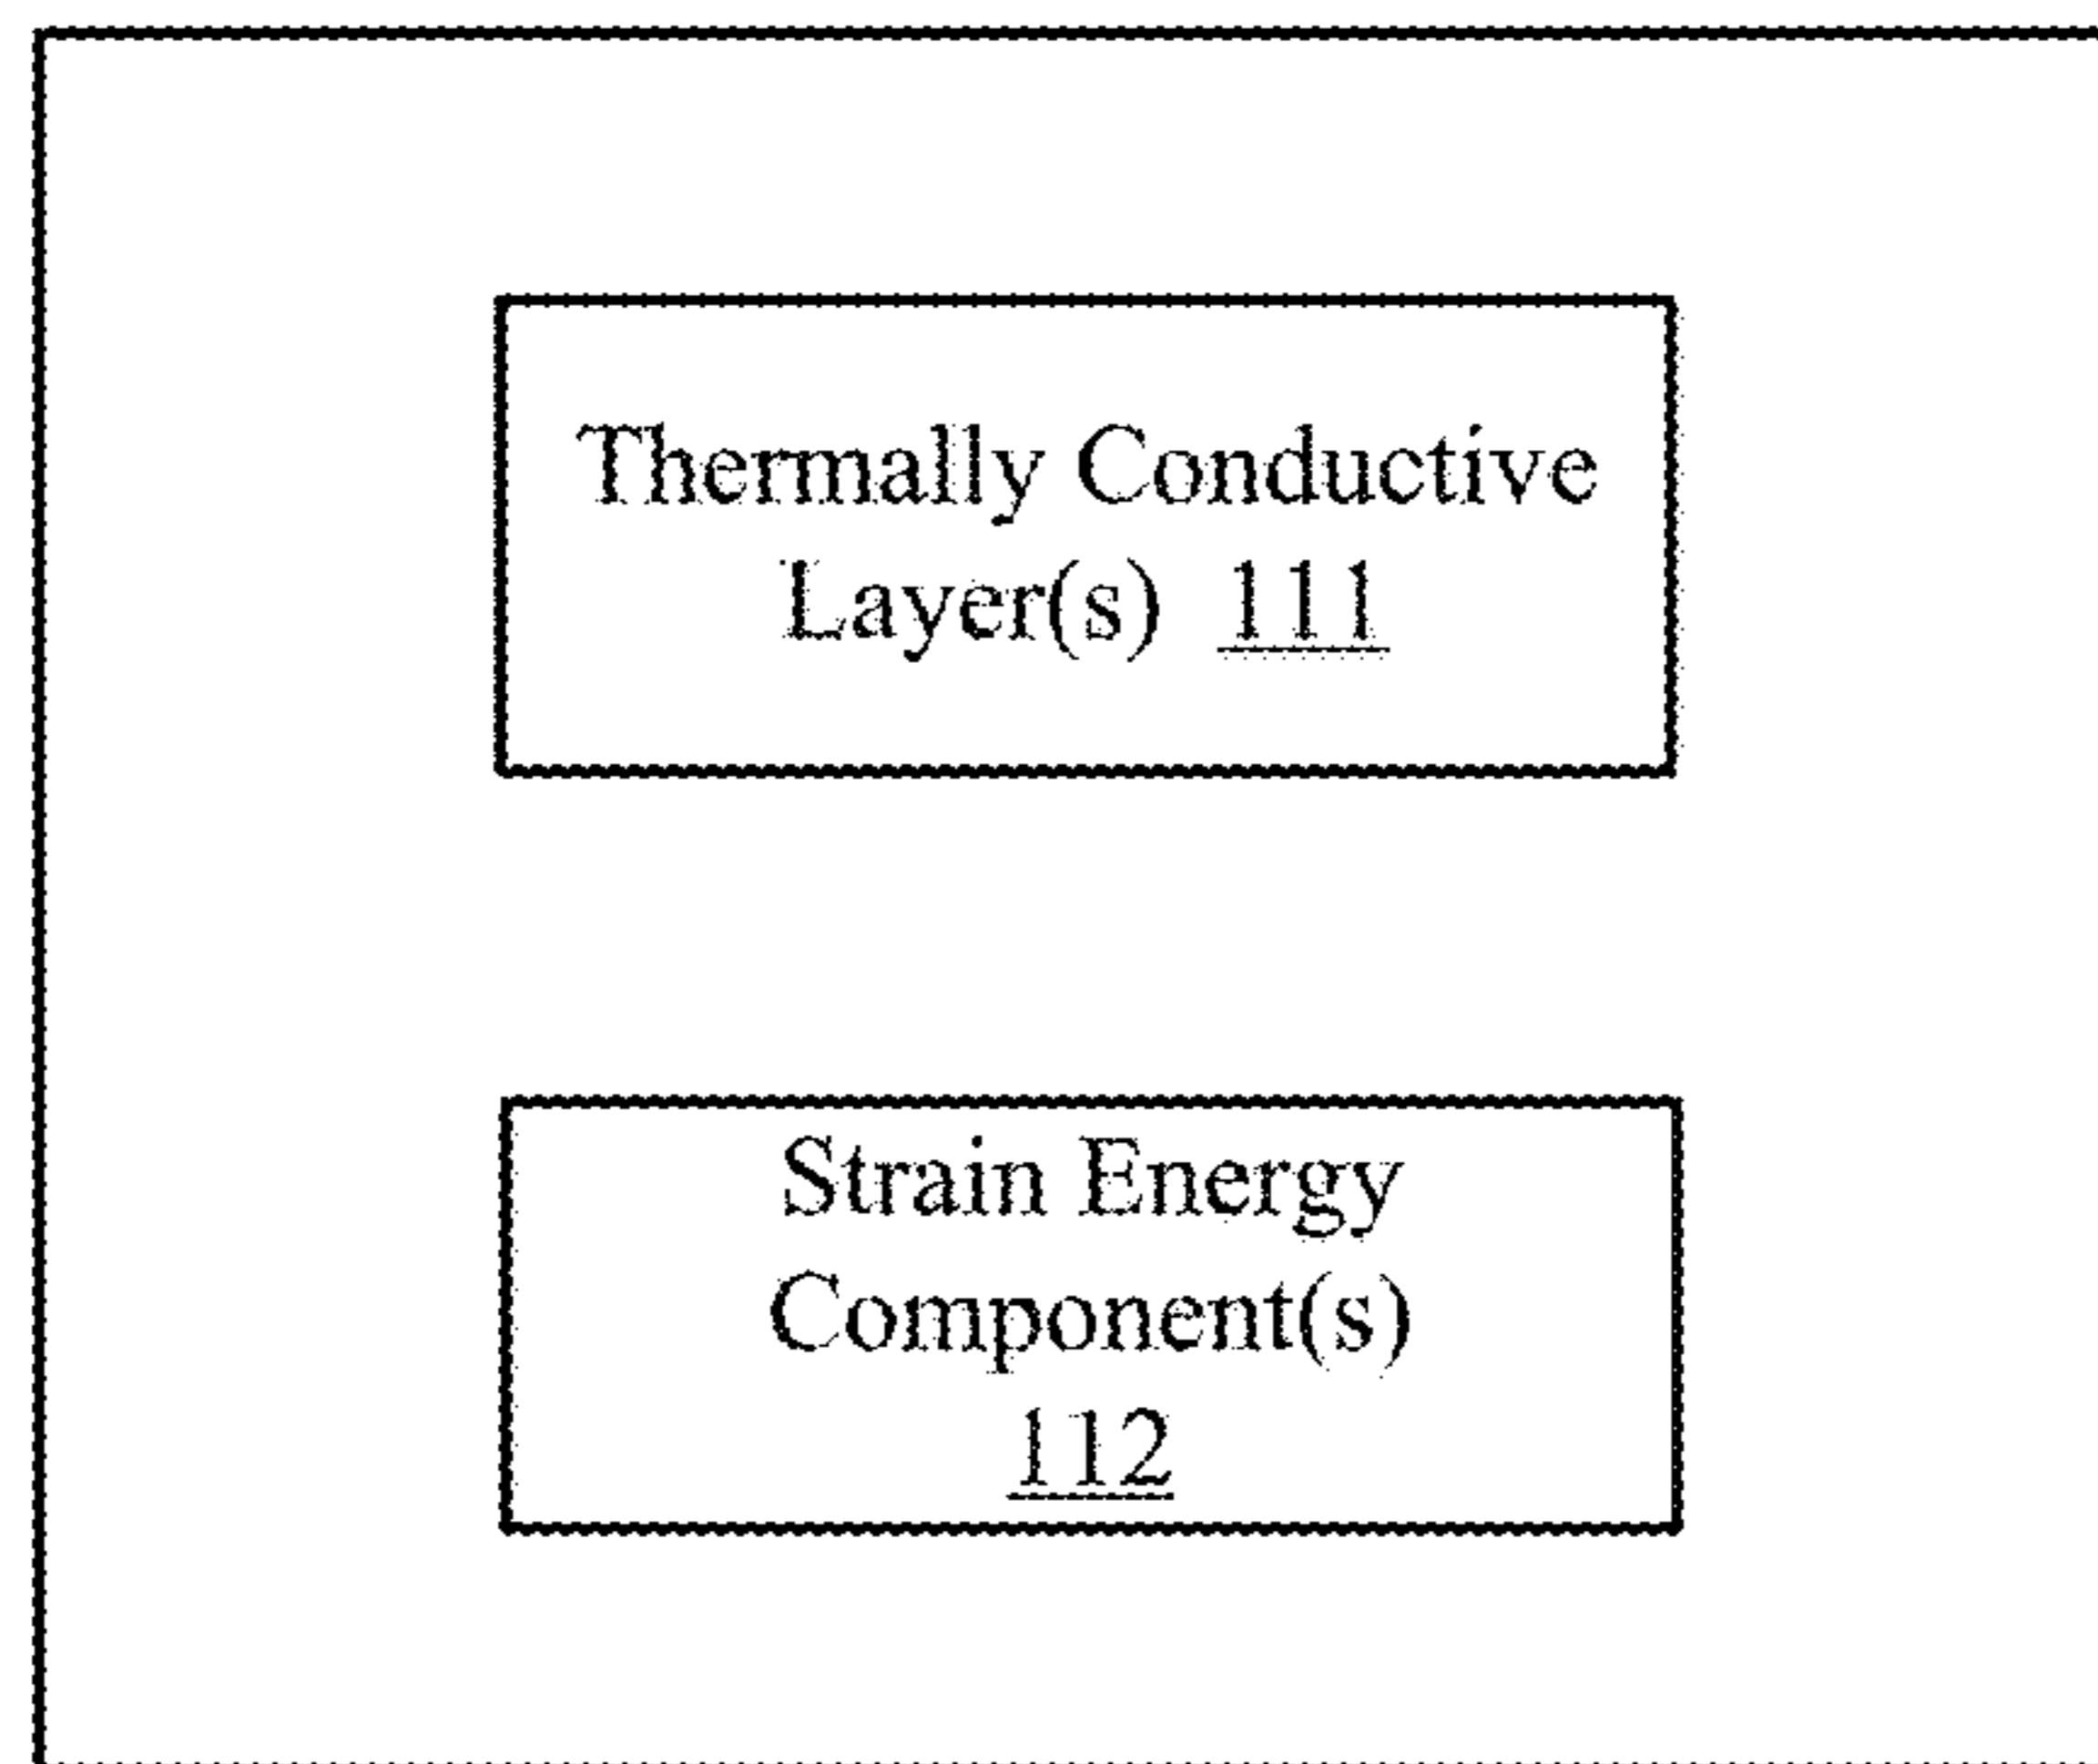 Thermally Conductive
Layer(s) 111
Strain Energy
Component(s)
112